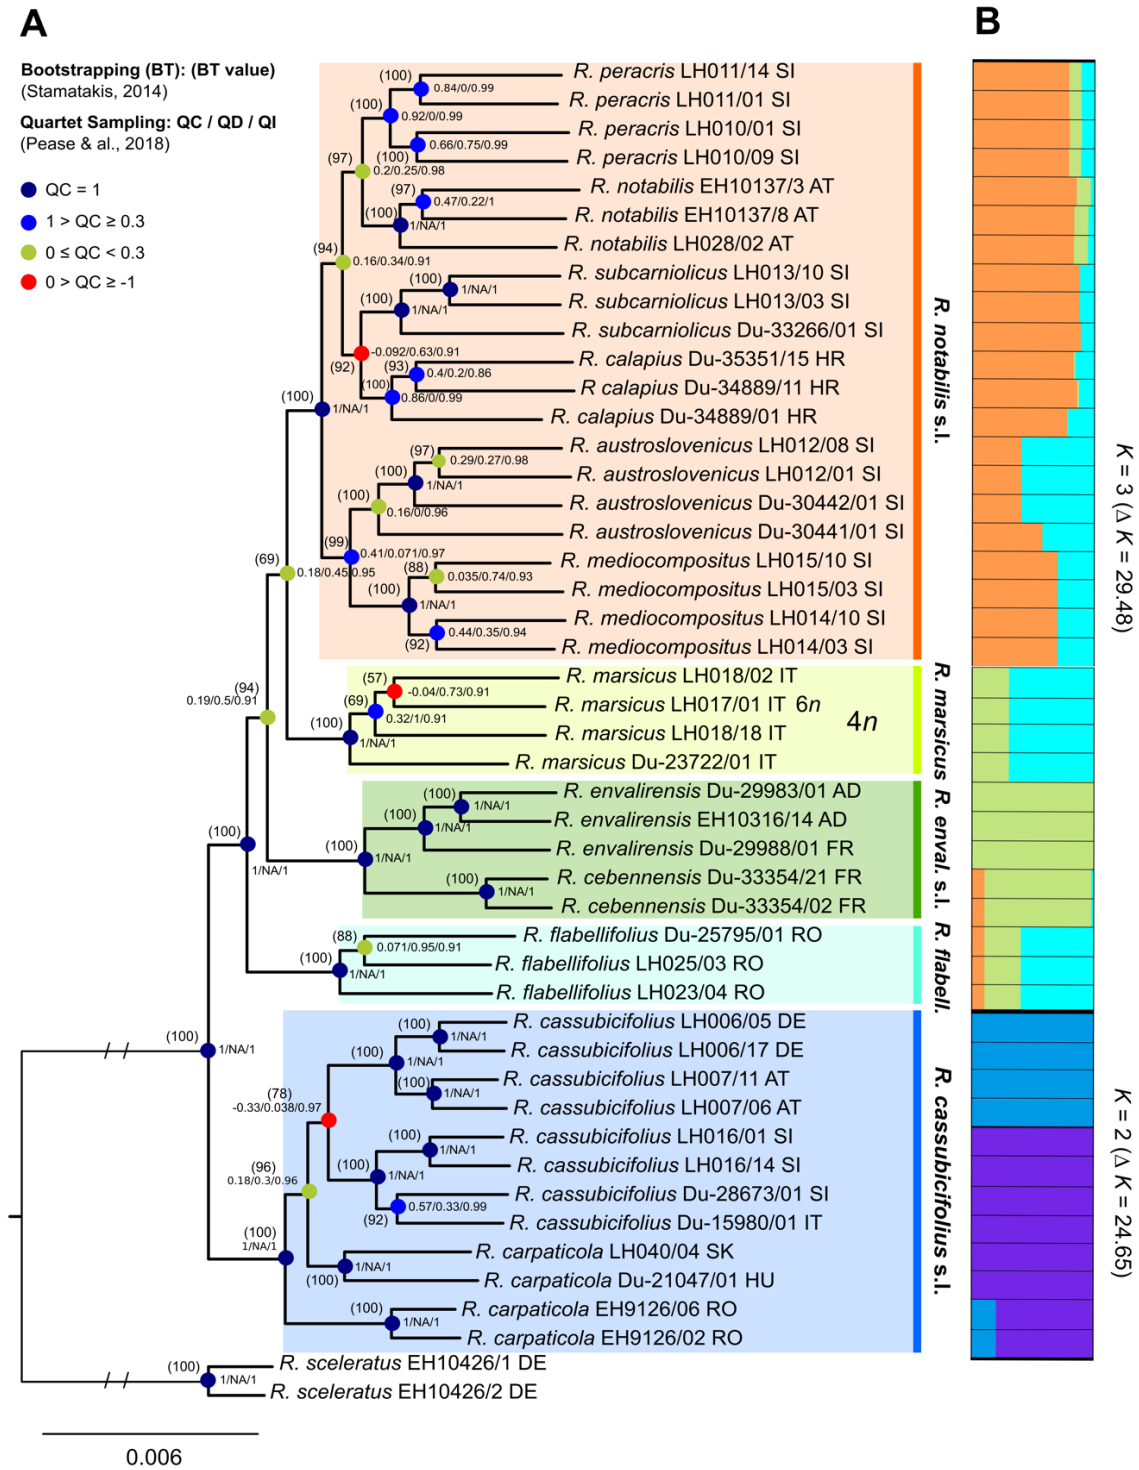 A
B
Bootstrapping (BT): (BT value)
(Stamatakis, 2014)
Quartet Sampling: QC / QD / QI
(Pease & al., 2018)
QC = 1
1 > QC ≥ 0.3
0 ≤ QC < 0.3
0 > QC ≥ -1
R. peracris LH011/14 SI
R. peracris LH011/01 SI
R. peracris LH010/01 SI
R. peracris LH010/09 SI
R. notabilis EH10137/3 AT
R. notabilis EH10137/8 AT
R. notabilis LH028/02 AT
R. subcarniolicus LH013/10 SI
R. subcarniolicus LH013/03 SI
R. subcarniolicus Du-33266/01 SI
R. calapius Du-35351/15 HR
R calapius Du-34889/11 HR
R. calapius Du-34889/01 HR
R. austroslovenicus LH012/08 SI
R. austroslovenicus LH012/01 SI
R. austroslovenicus Du-30442/01 SI
R. austroslovenicus Du-30441/01 SI
R. mediocompositus LH015/10 SI
R. mediocompositus LH015/03 SI
R. mediocompositus LH014/10 SI
R. mediocompositus LH014/03 SI
R. marsicus LH018/02 IT
R. marsicus LH017/01 IT 6n
R. marsicus LH018/18 IT
R. marsicus Du-23722/01 IT
4n
R. envalirensis Du-29983/01 AD
R. envalirensis EH10316/14 AD
R. envalirensis Du-29988/01 FR
R. cebennensis Du-33354/21 FR
R. cebennensis Du-33354/02 FR
R. flabellifolius Du-25795/01 RO
R. flabellifolius LH025/03 RO
R. flabellifolius LH023/04 RO
R. cassubicifolius LH006/05 DE
R. cassubicifolius LH006/17 DE
R. cassubicifolius LH007/11 AT
R. cassubicifolius LH007/06 AT
R. cassubicifolius LH016/01 SI
R. cassubicifolius LH016/14 SI
R. cassubicifolius Du-28673/01 SI
R. cassubicifolius Du-15980/01 IT
R. carpaticola LH040/04 SK
R. carpaticola Du-21047/01 HU
R. carpaticola EH9126/06 RO
R. carpaticola EH9126/02 RO
R. sceleratus EH10426/1 DE
R. sceleratus EH10426/2 DE
(100)
0.84/0/0.99
(100)
0.92/0/0.99
(100)
0.66/0.75/0.99
(97)
0.2/0.25/0.98
(97)
0.47/0.22/1
(100)
1/NA/1
(94)
0.16/0.34/0.91
(100)
1/NA/1
(100)
1/NA/1
(92)
-0.092/0.63/0.91
(93)
0.4/0.2/0.86
(100)
0.86/0/0.99
(100)
1/NA/1
(97)
0.29/0.27/0.98
(100)
1/NA/1
(100)
0.16/0/0.96
(99)
0.41/0.071/0.97
(88)
0.035/0.74/0.93
(100)
1/NA/1
(92)
0.44/0.35/0.94
(69)
0.18/0.45/0.95
(57)
-0.04/0.73/0.91
(69)
0.32/1/0.91
(100)
1/NA/1
(94)
0.19/0.5/0.91
(100)
1/NA/1
(100)
1/NA/1
(100)
1/NA/1
(100)
1/NA/1
(100)
1/NA/1
(88)
0.071/0.95/0.91
(100)
1/NA/1
(100)
1/NA/1
(100)
1/NA/1
(100)
1/NA/1
(100)
1/NA/1
(78)
-0.33/0.038/0.97
(100)
1/NA/1
(100)
1/NA/1
(92)
0.57/0.33/0.99
(96)
0.18/0.3/0.96
(100)
1/NA/1
(100)
1/NA/1
(100)
1/NA/1
(100)
1/NA/1
0.006
R. notabilis s.l.
R. marsicus
R. enval. s.l.
R. flabell.
R. cassubicifolius s.l.
K = 3 (Δ K = 29.48)
K = 2 (Δ K = 24.65)